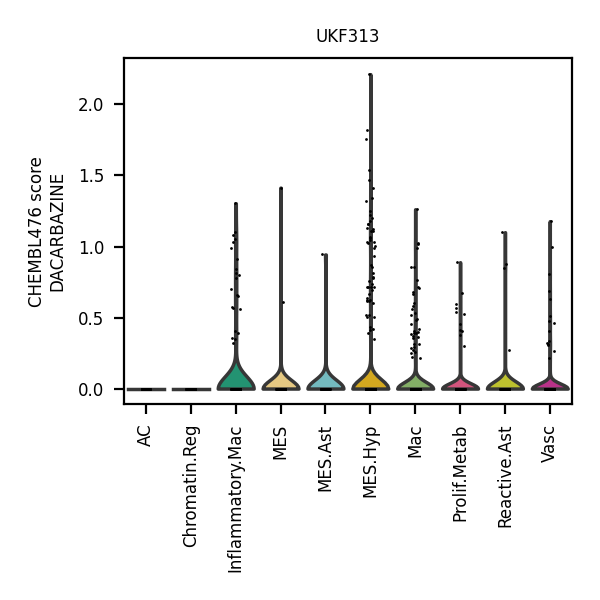 UKF313
CHEMBL476 score
DACARBAZINE
2.0
1.5
1.0
0.5
0.0
AC
Chromatin.Reg
Inflammatory.Mac
MES
MES.Ast
MES.Hyp
Mac
Prolif.Metab
Reactive.Ast
Vasc